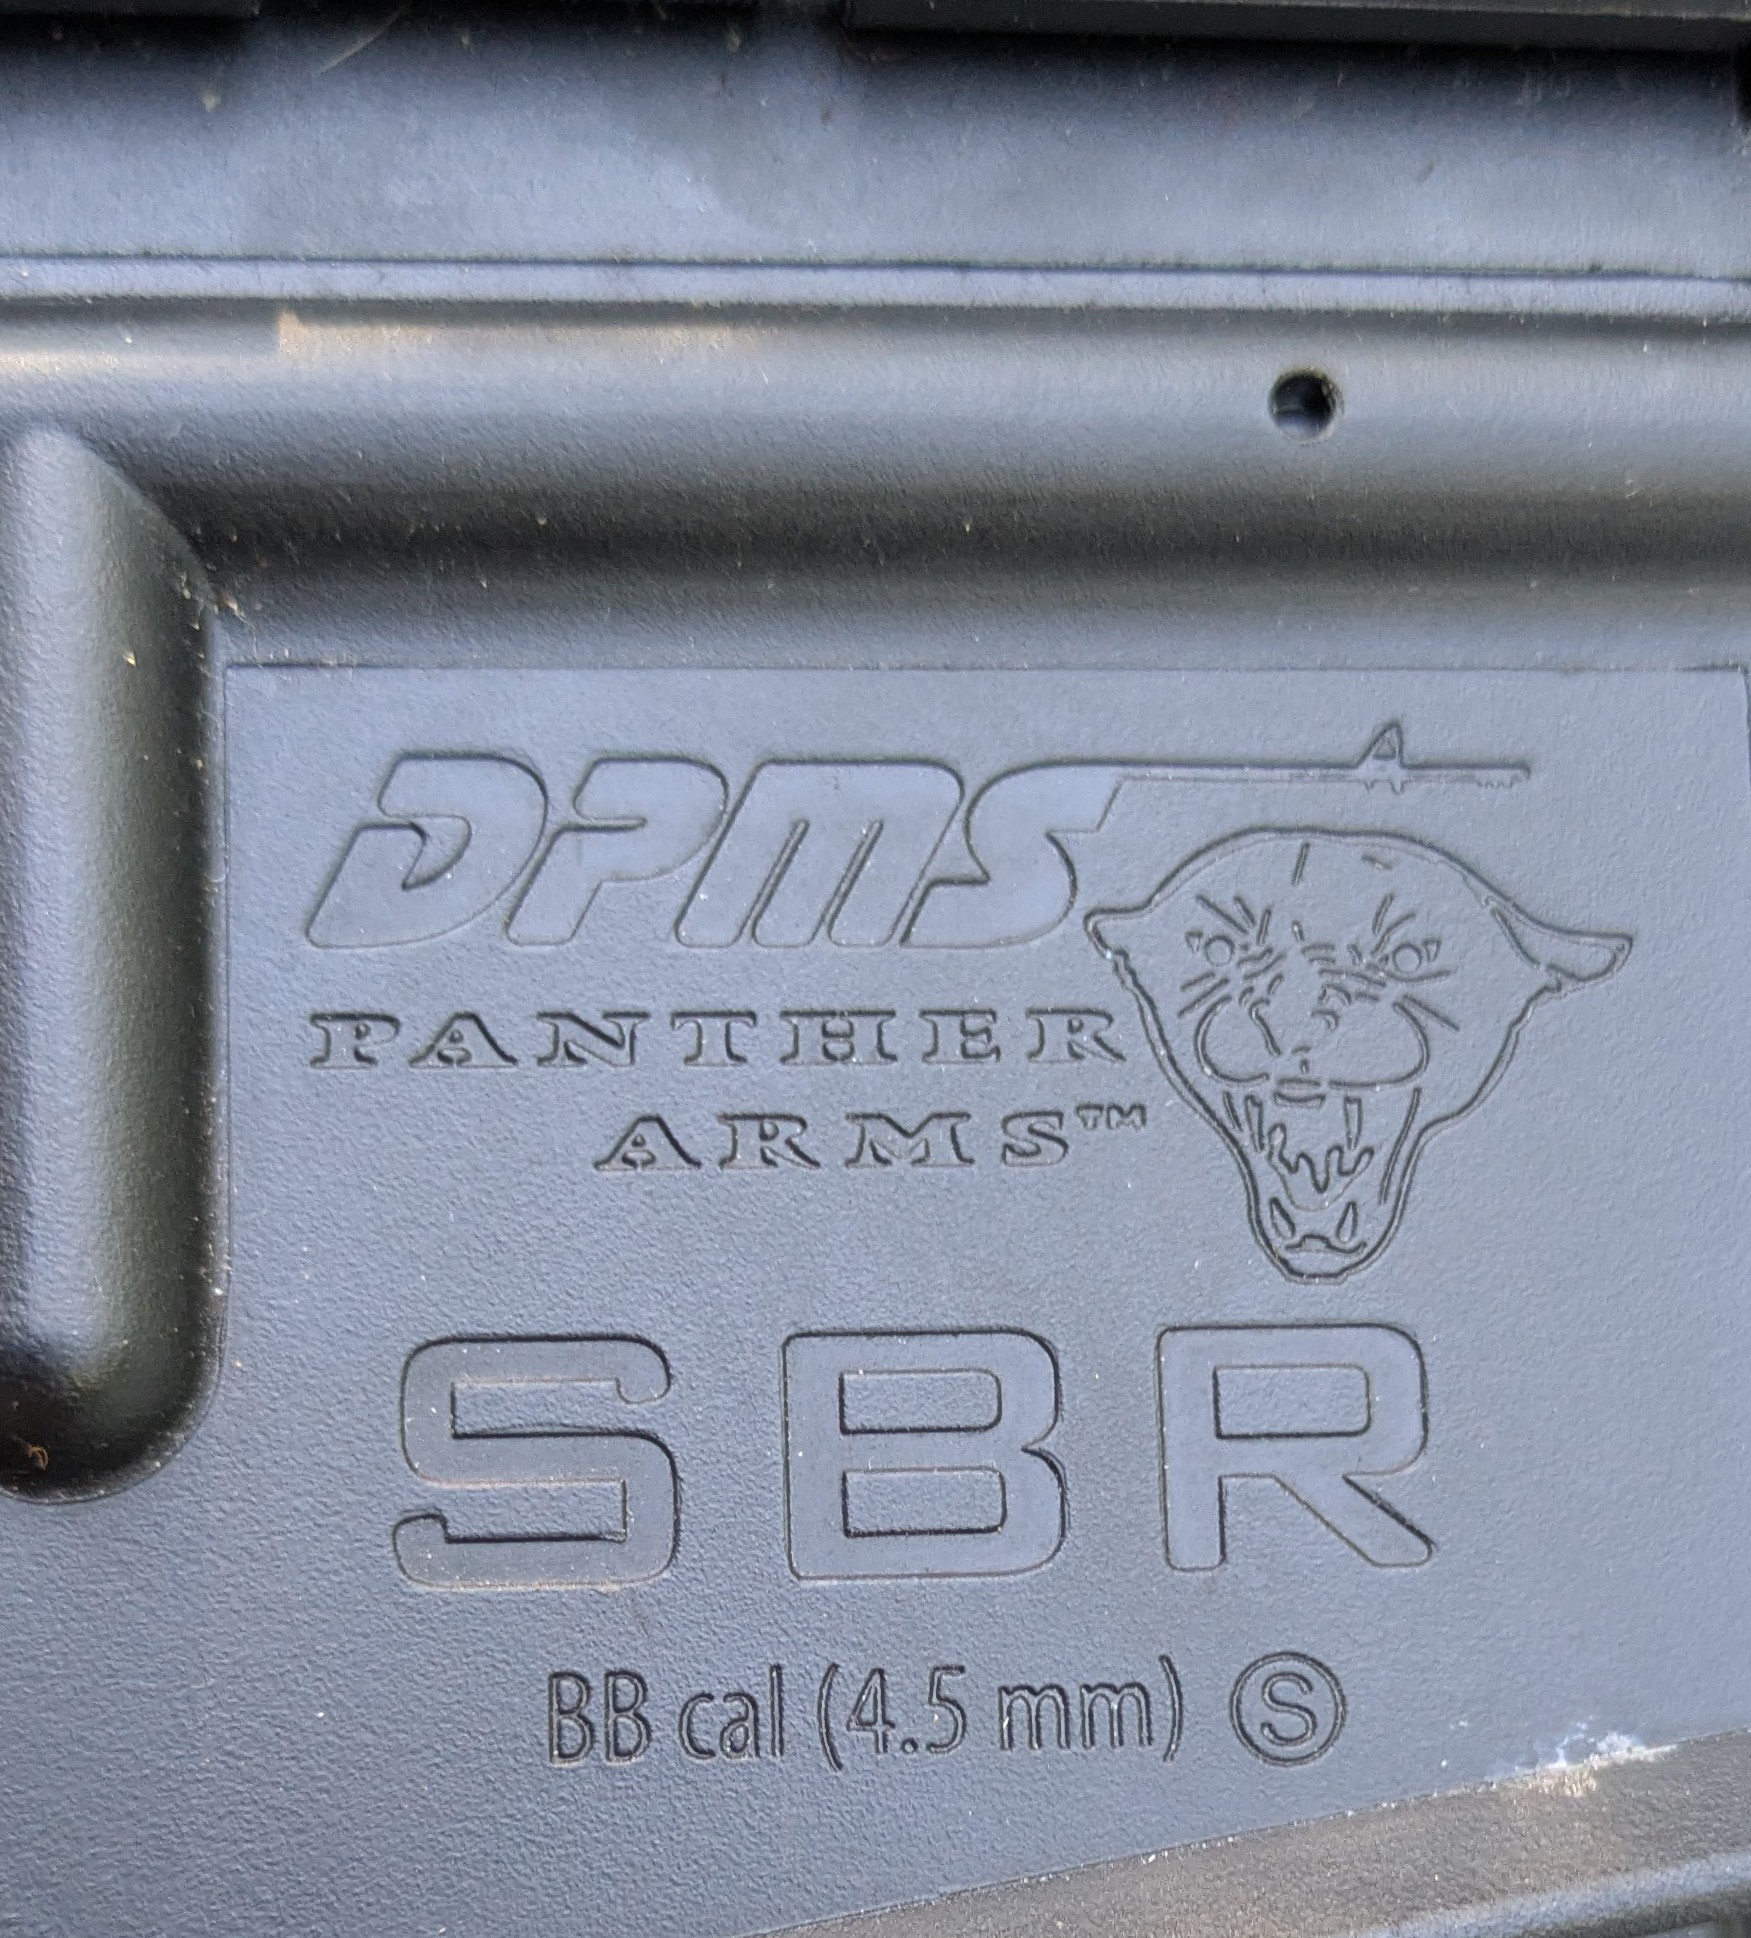 DPMS
PANTHER
ARMS™
SBR
BB cal (4.5 mm) Ⓢ